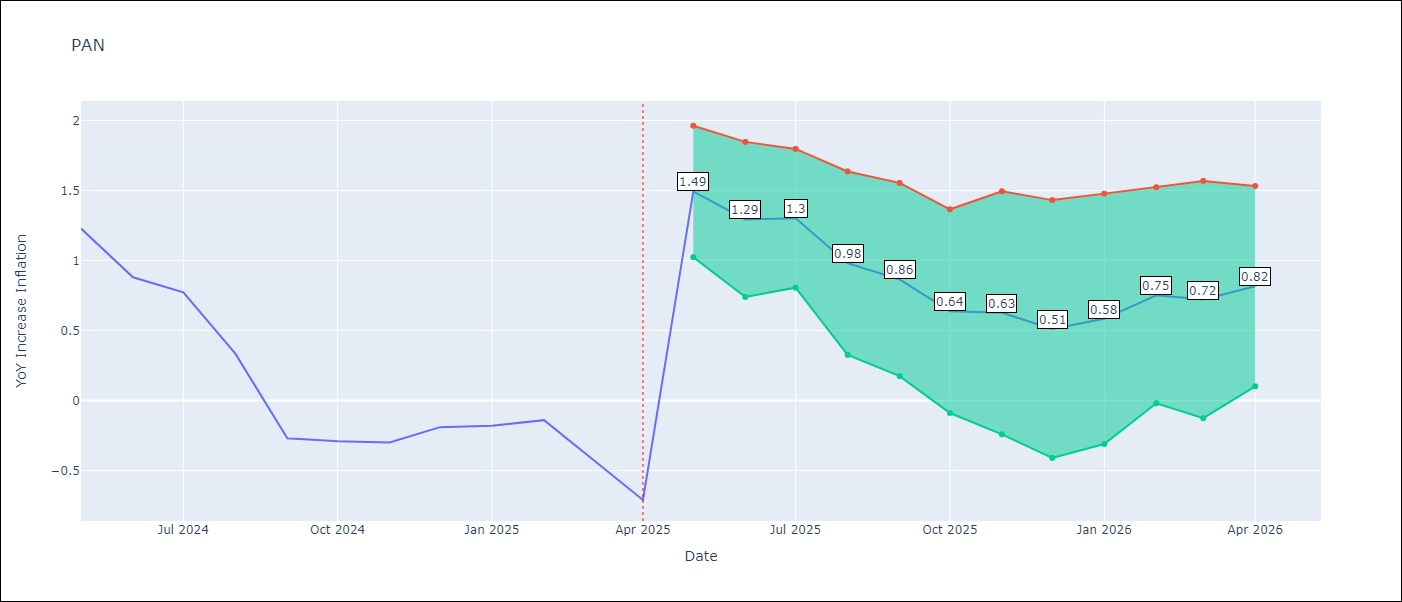 PAN
YoY Increase Inflation
2
1.5
1
0.5
0
−0.5
1.49
1.29
1.3
0.98
0.86
0.64
0.63
0.51
0.58
0.75
0.72
0.82
Jul 2024
Oct 2024
Jan 2025
Apr 2025
Jul 2025
Oct 2025
Jan 2026
Apr 2026
Date